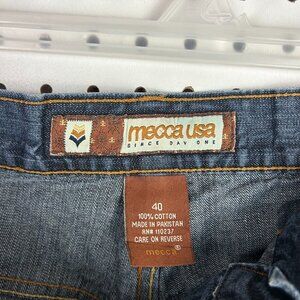 mecca usa
SINCE DAY ONE
40
100% COTTON
MADE IN PAKISTAN
RN# 110237
CARE ON REVERSE
mecca®